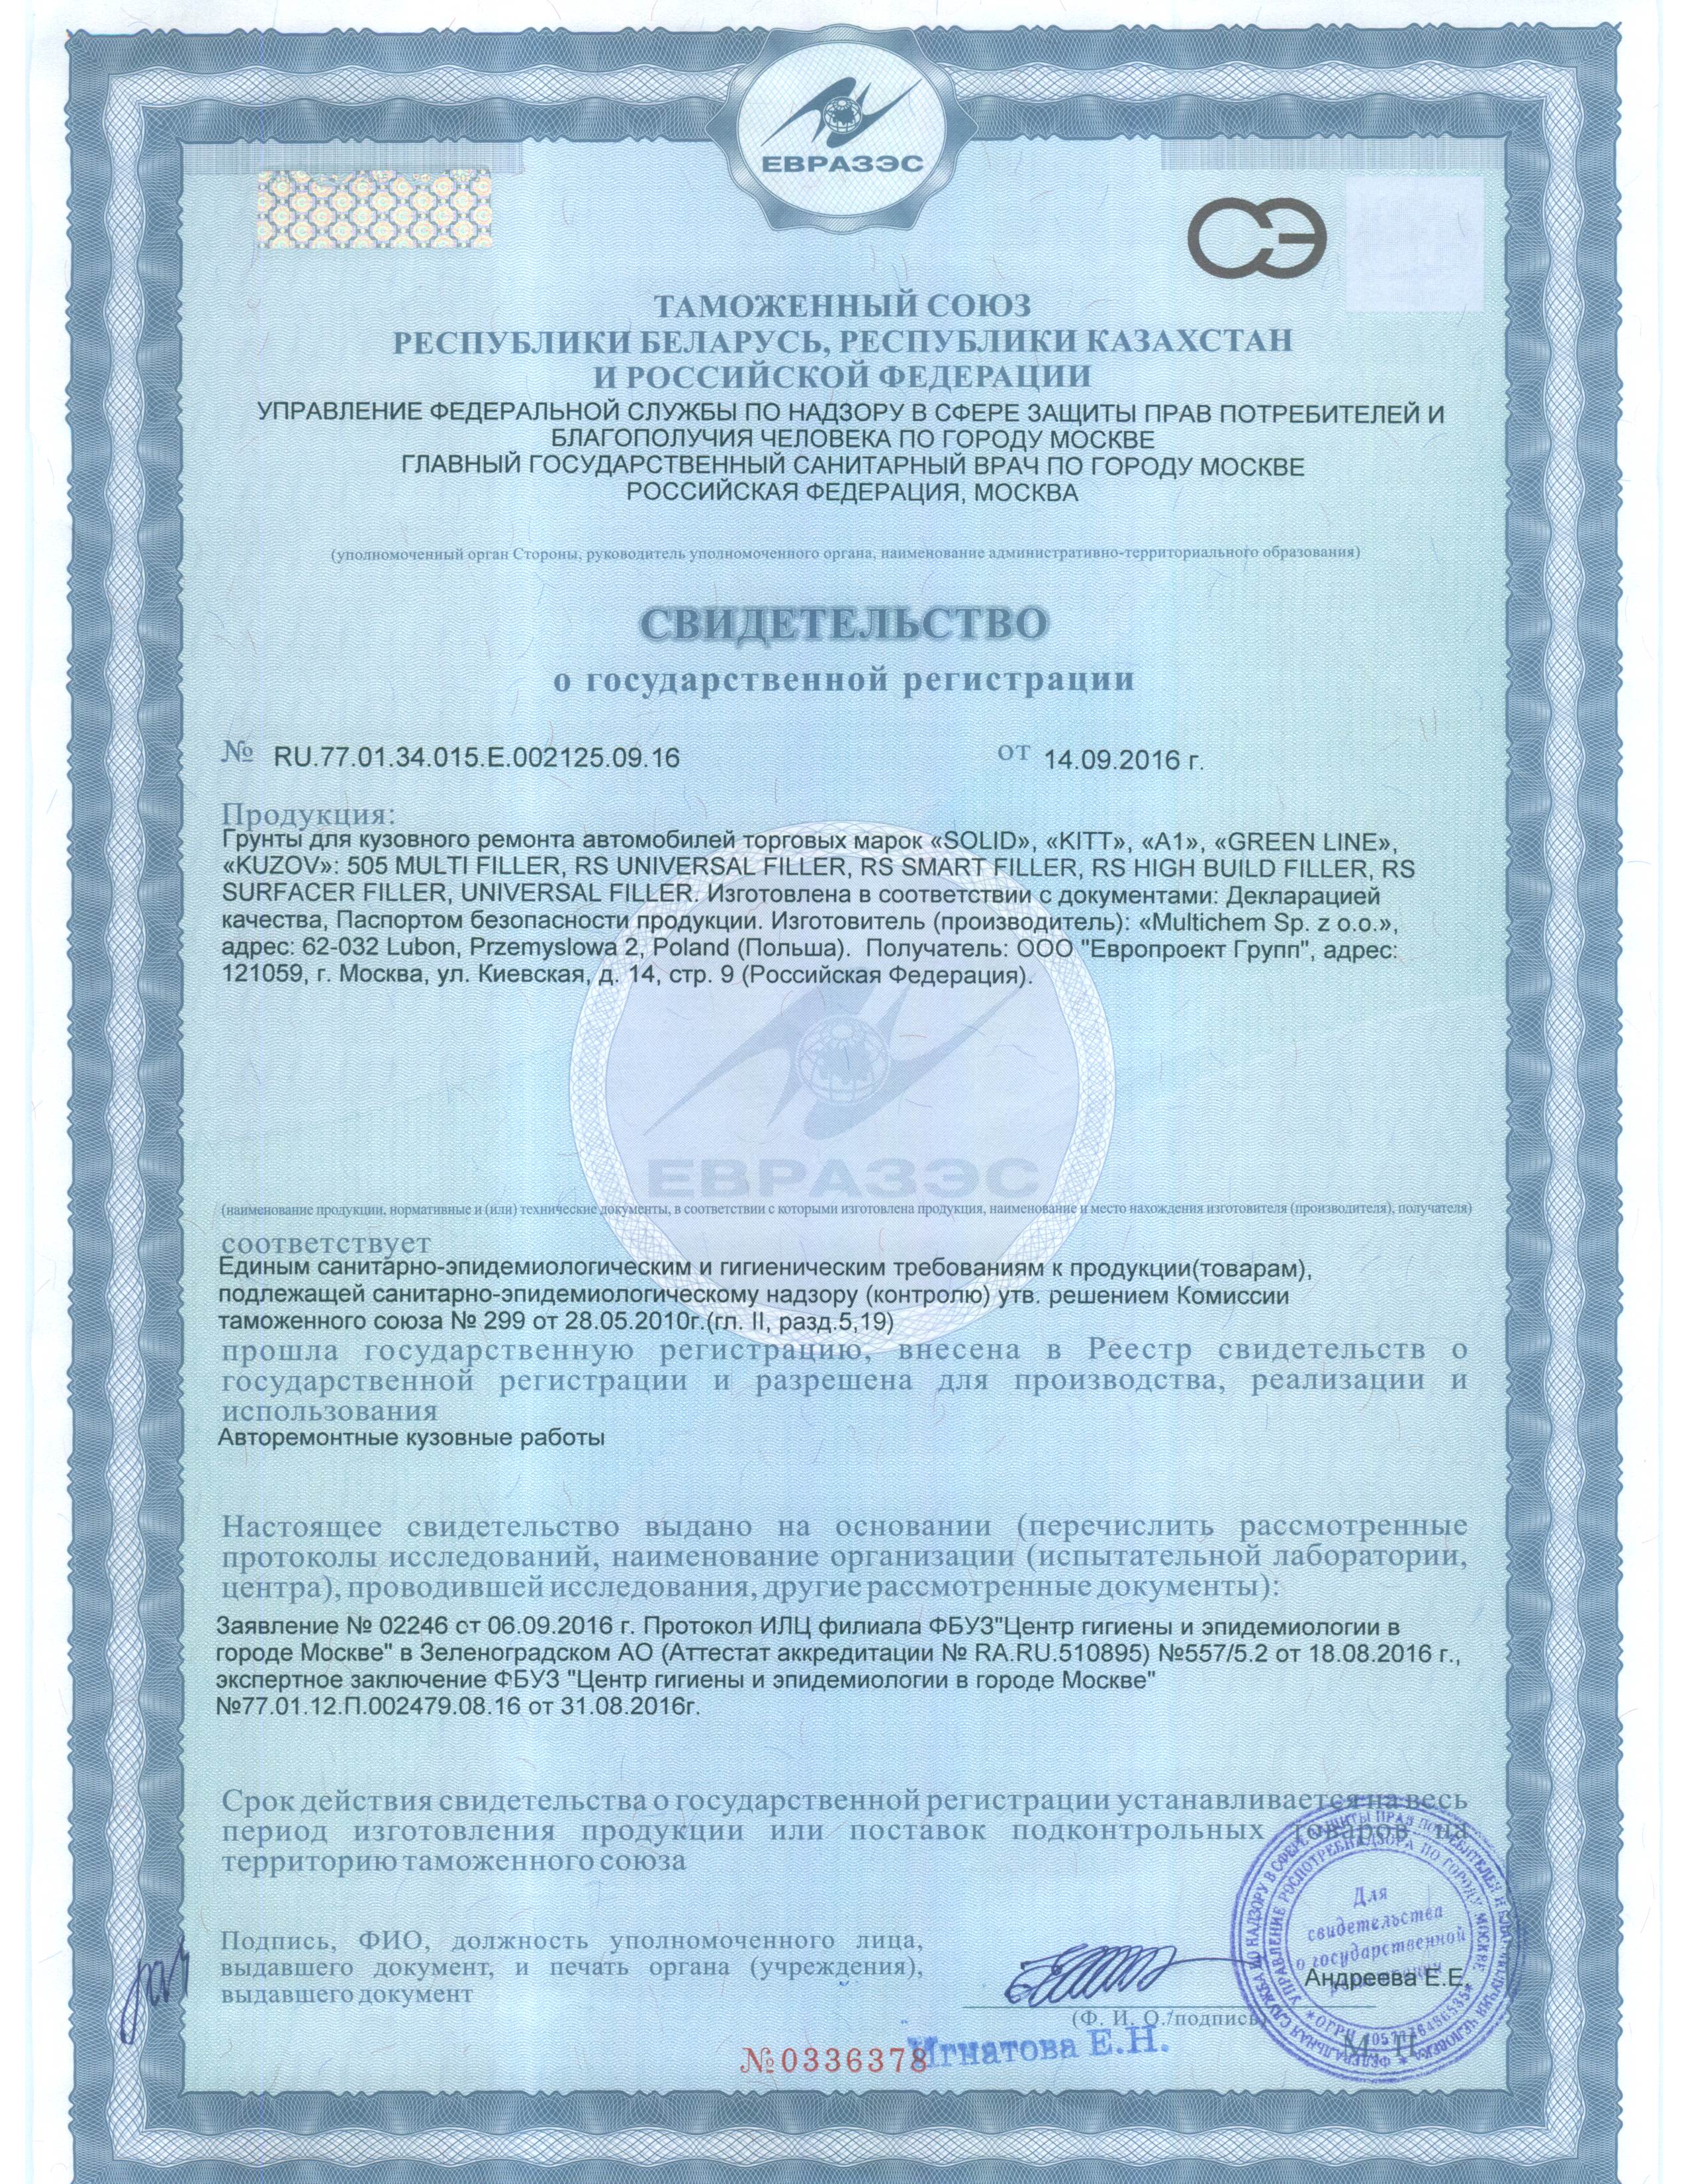 ЕВРАЗЭС
СЭ
ТАМОЖЕННЫЙ СОЮЗ
РЕСПУБЛИКИ БЕЛАРУСЬ, РЕСПУБЛИКИ КАЗАХСТАН
И РОССИЙСКОЙ ФЕДЕРАЦИИ
УПРАВЛЕНИЕ ФЕДЕРАЛЬНОЙ СЛУЖБЫ ПО НАДЗОРУ В СФЕРЕ ЗАЩИТЫ ПРАВ ПОТРЕБИТЕЛЕЙ И
БЛАГОПОЛУЧИЯ ЧЕЛОВЕКА ПО ГОРОДУ МОСКВЕ
ГЛАВНЫЙ ГОСУДАРСТВЕННЫЙ САНИТАРНЫЙ ВРАЧ ПО ГОРОДУ МОСКВЕ
РОССИЙСКАЯ ФЕДЕРАЦИЯ, МОСКВА
(уполномоченный орган Стороны, руководитель уполномоченного органа, наименование административно-территориального образования)
СВИДЕТЕЛЬСТВО
о государственной регистрации
№ RU.77.01.34.015.Е.002125.09.16 от 14.09.2016 г.
Продукция:
Грунты для кузовного ремонта автомобилей торговых марок «SOLID», «KITT», «A1», «GREEN LINE»,
«KUZOV»: 505 MULTI FILLER, RS UNIVERSAL FILLER, RS SMART FILLER, RS HIGH BUILD FILLER, RS
SURFACER FILLER, UNIVERSAL FILLER. Изготовлена в соответствии с документами: Декларацией
качества, Паспортом безопасности продукции. Изготовитель (производитель): «Multichem Sp. z o.o.»,
адрес: 62-032 Lubon, Przemyslowa 2, Poland (Польша). Получатель: ООО "Европроект Групп", адрес:
121059, г. Москва, ул. Киевская, д. 14, стр. 9 (Российская Федерация).
ЕВРАЗЭС
(наименование продукции, нормативные и (или) технические документы, в соответствии с которыми изготовлена продукция, наименование и место нахождения изготовителя (производителя), получателя)
соответствует
Единым санитарно-эпидемиологическим и гигиеническим требованиям к продукции(товарам),
подлежащей санитарно-эпидемиологическому надзору (контролю) утв. решением Комиссии
таможенного союза № 299 от 28.05.2010г.(гл. II, разд.5,19)
прошла государственную регистрацию, внесена в Реестр свидетельств о
государственной регистрации и разрешена для производства, реализации и
использования
Авторемонтные кузовные работы
Настоящее свидетельство выдано на основании (перечислить рассмотренные
протоколы исследований, наименование организации (испытательной лаборатории,
центра), проводившей исследования, другие рассмотренные документы):
Заявление № 02246 от 06.09.2016 г. Протокол ИЛЦ филиала ФБУЗ"Центр гигиены и эпидемиологии в
городе Москве" в Зеленоградском АО (Аттестат аккредитации № RA.RU.510895) №557/5.2 от 18.08.2016 г.,
экспертное заключение ФБУЗ "Центр гигиены и эпидемиологии в городе Москве"
№77.01.12.П.002479.08.16 от 31.08.2016г.
Срок действия свидетельства о государственной регистрации устанавливается на весь
период изготовления продукции или поставок подконтрольных товаров на
территорию таможенного союза
Подпись, ФИО, должность уполномоченного лица,
выдавшего документ, и печать органа (учреждения),
выдавшего документ
Для
свидетельства
о государственной
регистрации
Андреева Е.Е.
(Ф. И. О./подпись)
М. П.
№0336378
Игнатова Е.Н.